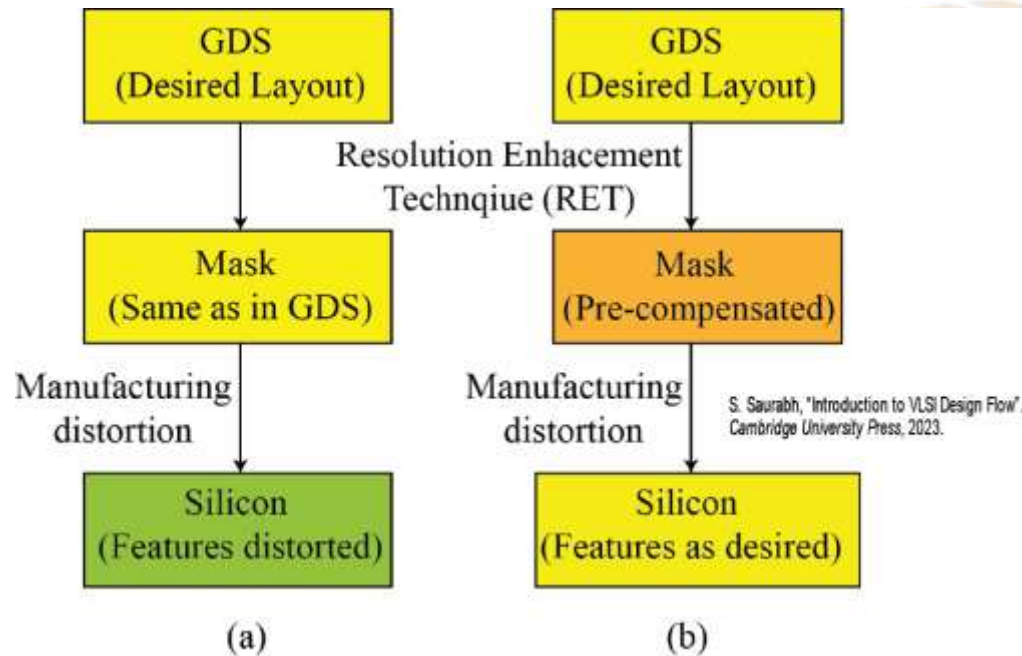 GDS
(Desired Layout)
GDS
(Desired Layout)
Resolution Enhacement
Technqiue (RET)
Mask
(Same as in GDS)
Mask
(Pre-compensated)
Manufacturing
distortion
Manufacturing
distortion
S. Saurabh, "Introduction to VLSI Design Flow".
Cambridge University Press, 2023.
Silicon
(Features distorted)
Silicon
(Features as desired)
(a)
(b)